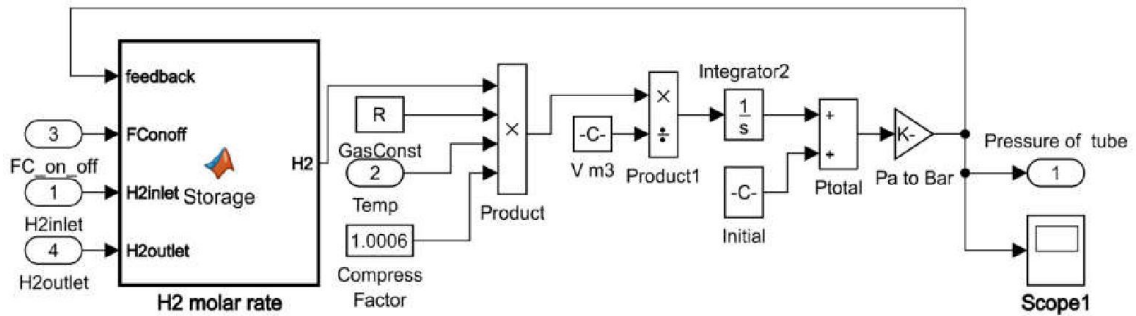 feedback
3
FConoff
FC_on_off
1
H2inlet
H2inlet
4
H2outlet
H2outlet
Storage
H2
H2 molar rate
R
GasConst
2
Temp
1.0006
Compress
Factor
×
Product
-C-
V m3
×
÷
Product1
Integrator2
1
s
-C-
Initial
+
+
Ptotal
K-
Pa to Bar
Pressure of tube
1
Scope1